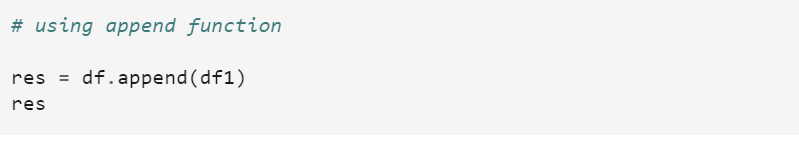 # using append function
res = df.append(df1)
res